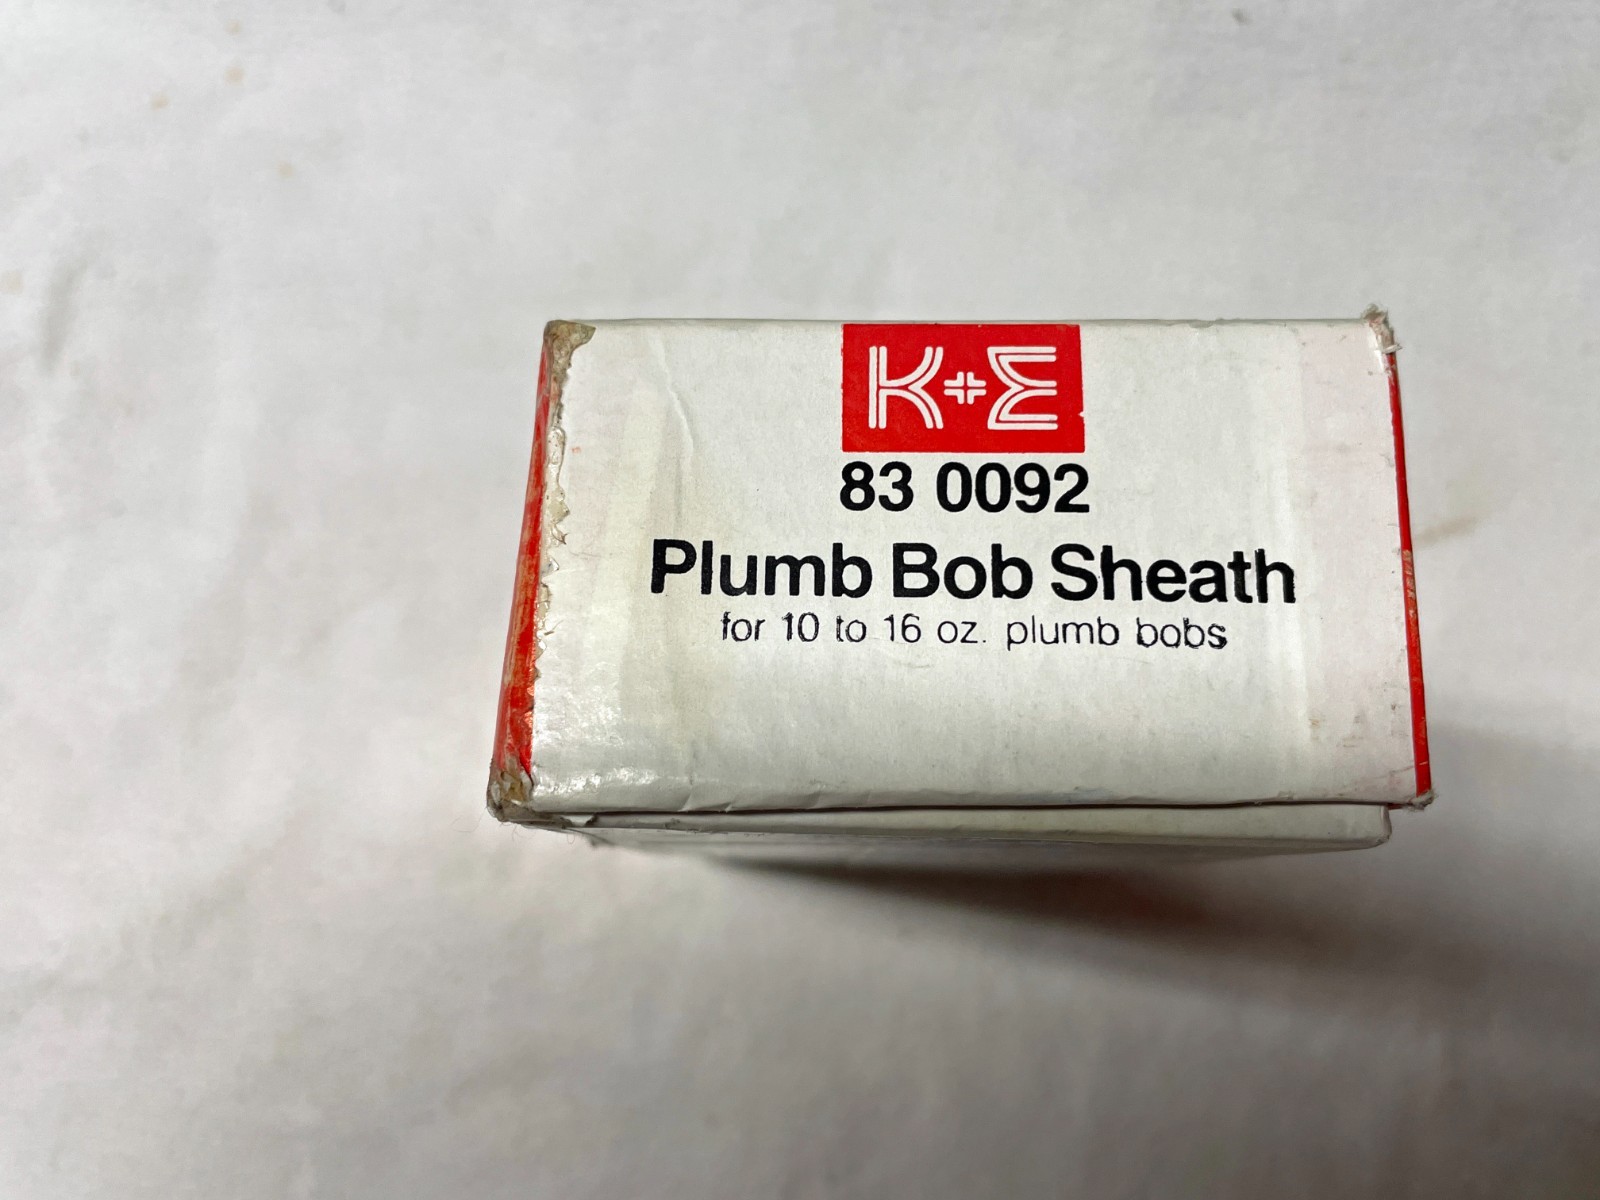 K+E
83 0092
Plumb Bob Sheath
for 10 to 16 oz. plumb bobs